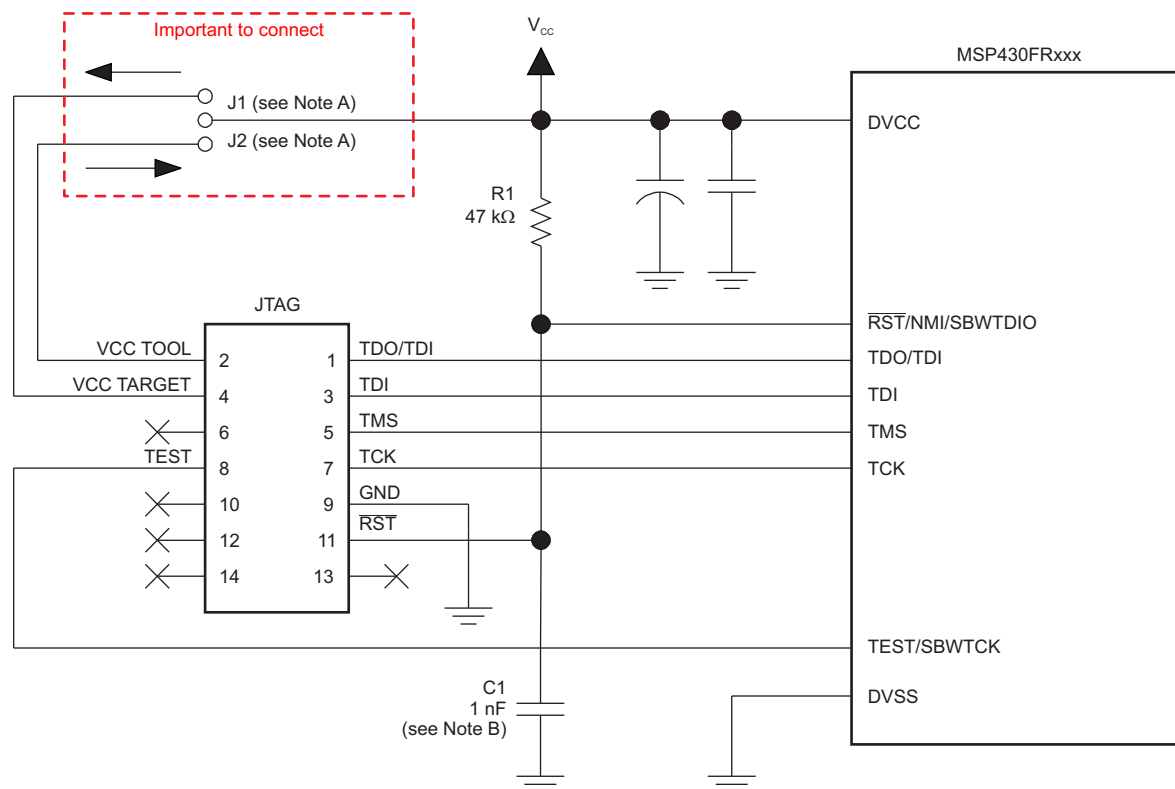 Important to connect
J1 (see Note A)
J2 (see Note A)
VCC
MSP430FRxxx
DVCC
R1
47 kΩ
JTAG
RST/NMI/SBWTDIO
VCC TOOL
2
1
TDO/TDI
TDO/TDI
VCC TARGET
4
3
TDI
TDI
6
5
TMS
TMS
TEST
8
7
TCK
TCK
10
9
GND
12
11
RST
14
13
TEST/SBWTCK
C1
1 nF
(see Note B)
DVSS